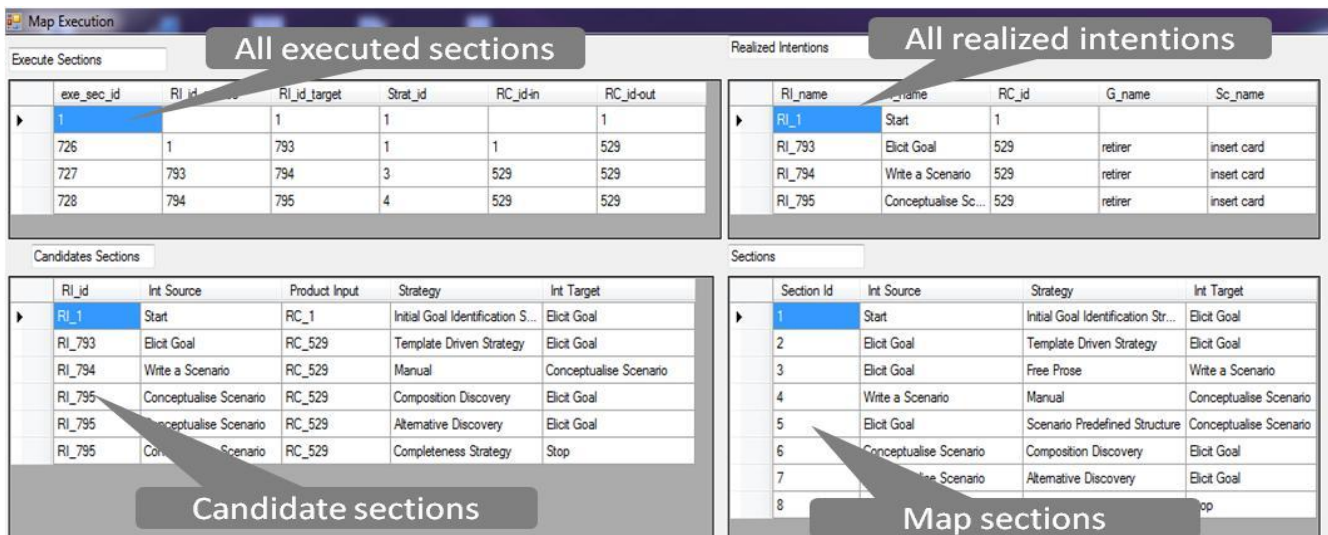 Map Execution
All executed sections
Execute Sections
exe_sec_id RI_id RI_id_target Strat_id RC_id-in RC_id-out
1 1 1 1
726 1 793 1 1 529
727 793 794 3 529 529
728 794 795 4 529 529
All realized intentions
Realized Intentions
RI_name name RC_id G_name Sc_name
RI_1 Start 1
RI_793 Elicit Goal 529 retirer insert card
RI_794 Write a Scenario 529 retirer insert card
RI_795 Conceptualise Sc... 529 retirer insert card
Candidates Sections
RI_id Int Source Product Input Strategy Int Target
RI_1 Start RC_1 Initial Goal Identification S... Elicit Goal
RI_793 Elicit Goal RC_529 Template Driven Strategy Elicit Goal
RI_794 Write a Scenario RC_529 Manual Conceptualise Scenario
RI_795 Conceptualise Scenario RC_529 Composition Discovery Elicit Goal
RI_795 Conceptualise Scenario RC_529 Alternative Discovery Elicit Goal
RI_795 Scenario RC_529 Completeness Strategy Stop
Candidate sections
Sections
Section Id Int Source Strategy Int Target
1 Start Initial Goal Identification Str... Elicit Goal
2 Elicit Goal Template Driven Strategy Elicit Goal
3 Elicit Goal Free Prose Write a Scenario
4 Write a Scenario Manual Conceptualise Scenario
5 Elicit Goal Scenario Predefined Structure Conceptualise Scenario
6 Conceptualise Scenario Composition Discovery Elicit Goal
7 Scenario Alternative Discovery Elicit Goal
8
Map sections